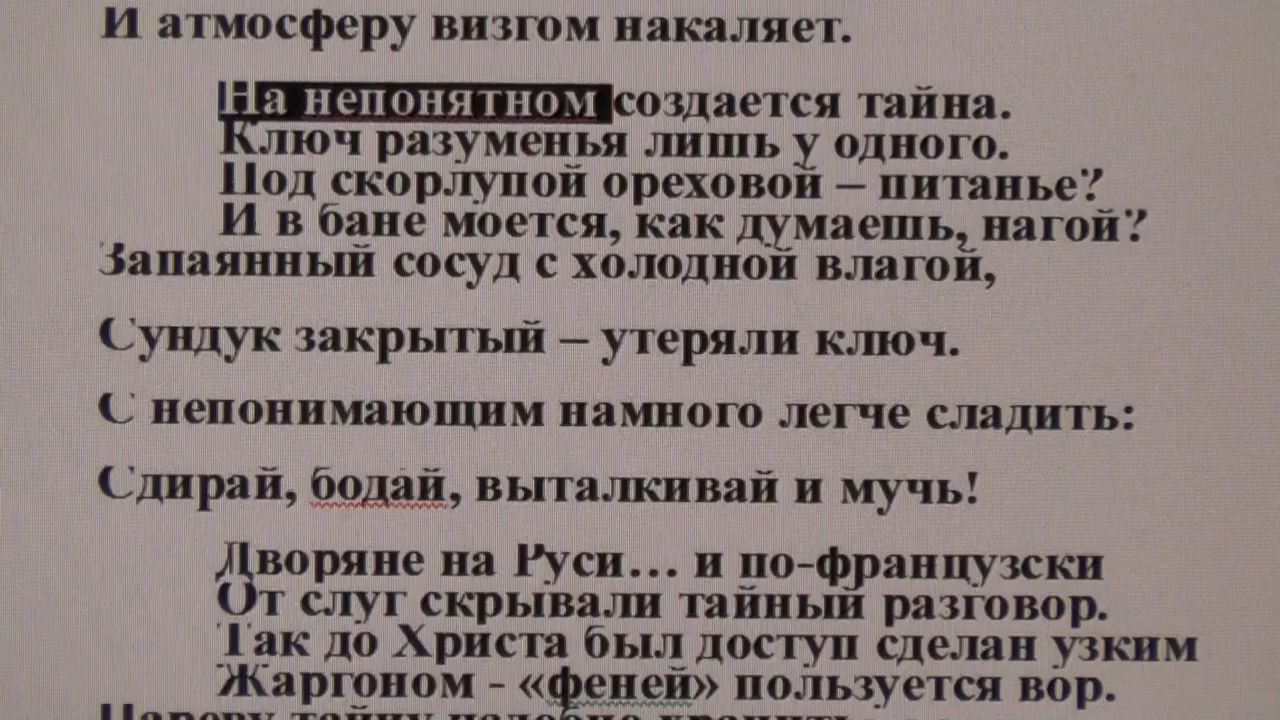 И атмосферу визгом накаляет.
На непонятном создается тайна.
Ключ разуменья лишь у одного.
Под скорлупой ореховой – питанье?
И в бане моется, как думаешь, нагой?
Запаянный сосуд с холодной влагой,
Сундук закрытый – утеряли ключ.
С непонимающим намного легче сладить:
Сдирай, бодай, выталкивай и мучь!
Дворяне на Руси… и по-французски
От слуг скрывали тайный разговор.
Так до Христа был доступ сделан узким
Жаргоном - «феней» пользуется вор.